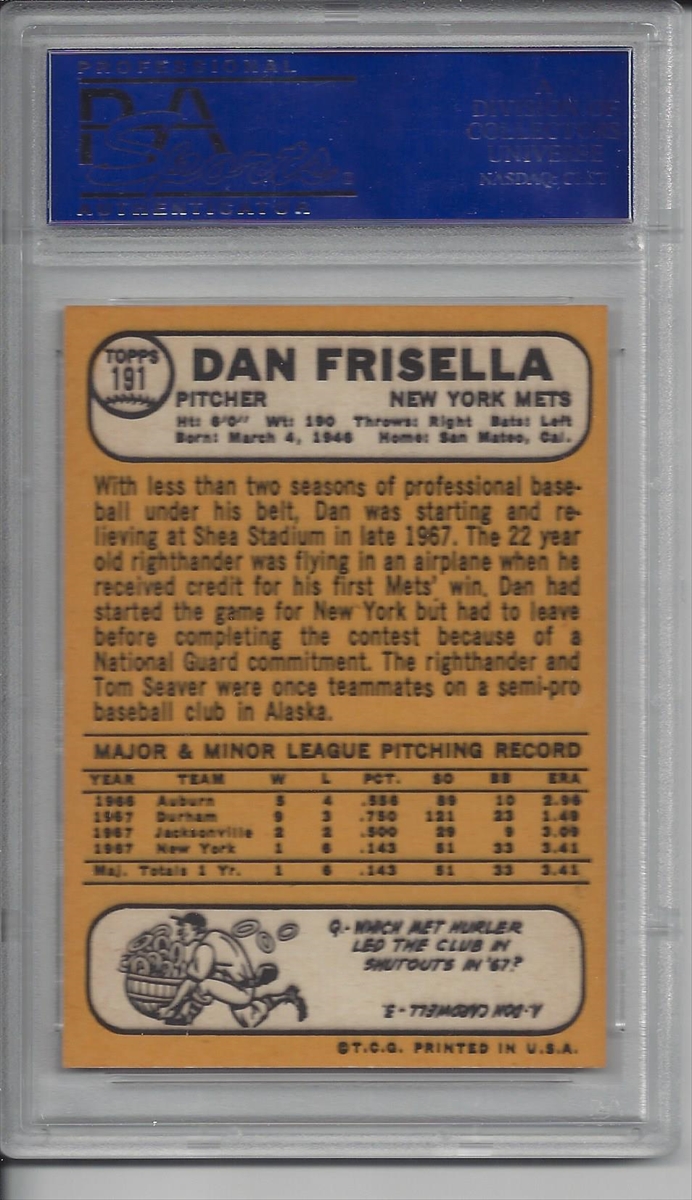 PROFESSIONAL
PSA
Sports
AUTHENTICATOR
A
DIVISION OF
COLLECTORS
UNIVERSE
NASDAQ: CLCT
TOPPS
191
DAN FRISELLA
PITCHER NEW YORK METS
Ht: 6'0" Wt: 190 Throws: Right Bats: Left
Born: March 4, 1946 Home: San Mateo, Cal.
With less than two seasons of professional base-
ball under his belt, Dan was starting and re-
lieving at Shea Stadium in late 1967. The 22 year
old righthander was flying in an airplane when he
received credit for his first Mets' win. Dan had
started the game for New York but had to leave
before completing the contest because of a
National Guard commitment. The righthander and
Tom Seaver were once teammates on a semi-pro
baseball club in Alaska.
MAJOR & MINOR LEAGUE PITCHING RECORD
YEAR TEAM W L PCT. SO BB ERA
1966 Auburn 5 4 .556 89 10 2.96
1967 Durham 9 3 .750 121 23 1.49
1967 Jacksonville 2 2 .500 29 9 3.09
1967 New York 1 6 .143 51 33 3.41
Maj. Totals 1 Yr. 1 6 .143 51 33 3.41
Q.- WHICH MET HURLER
LED THE CLUB IN
SHUTOUTS IN '67?
A.-DON CARDWELL - 3.
©T.C.G. PRINTED IN U.S.A.